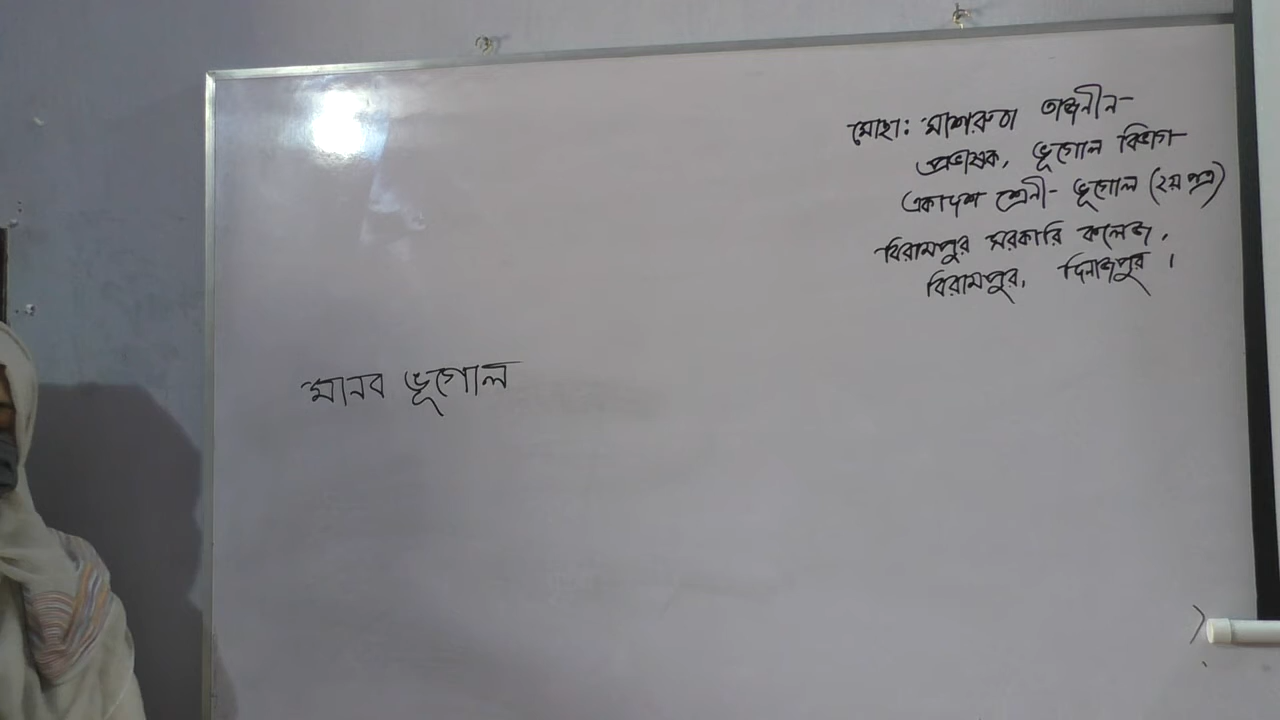 মোছা: মাশরুবা তাজনীন
প্রভাষক, ভূগোল বিভাগ
একাদশ শ্রেনী- ভূগোল (২য় পত্র)
বিরামপুর সরকারি কলেজ,
বিরামপুর, দিনাজপুর।
মানব ভূগোল